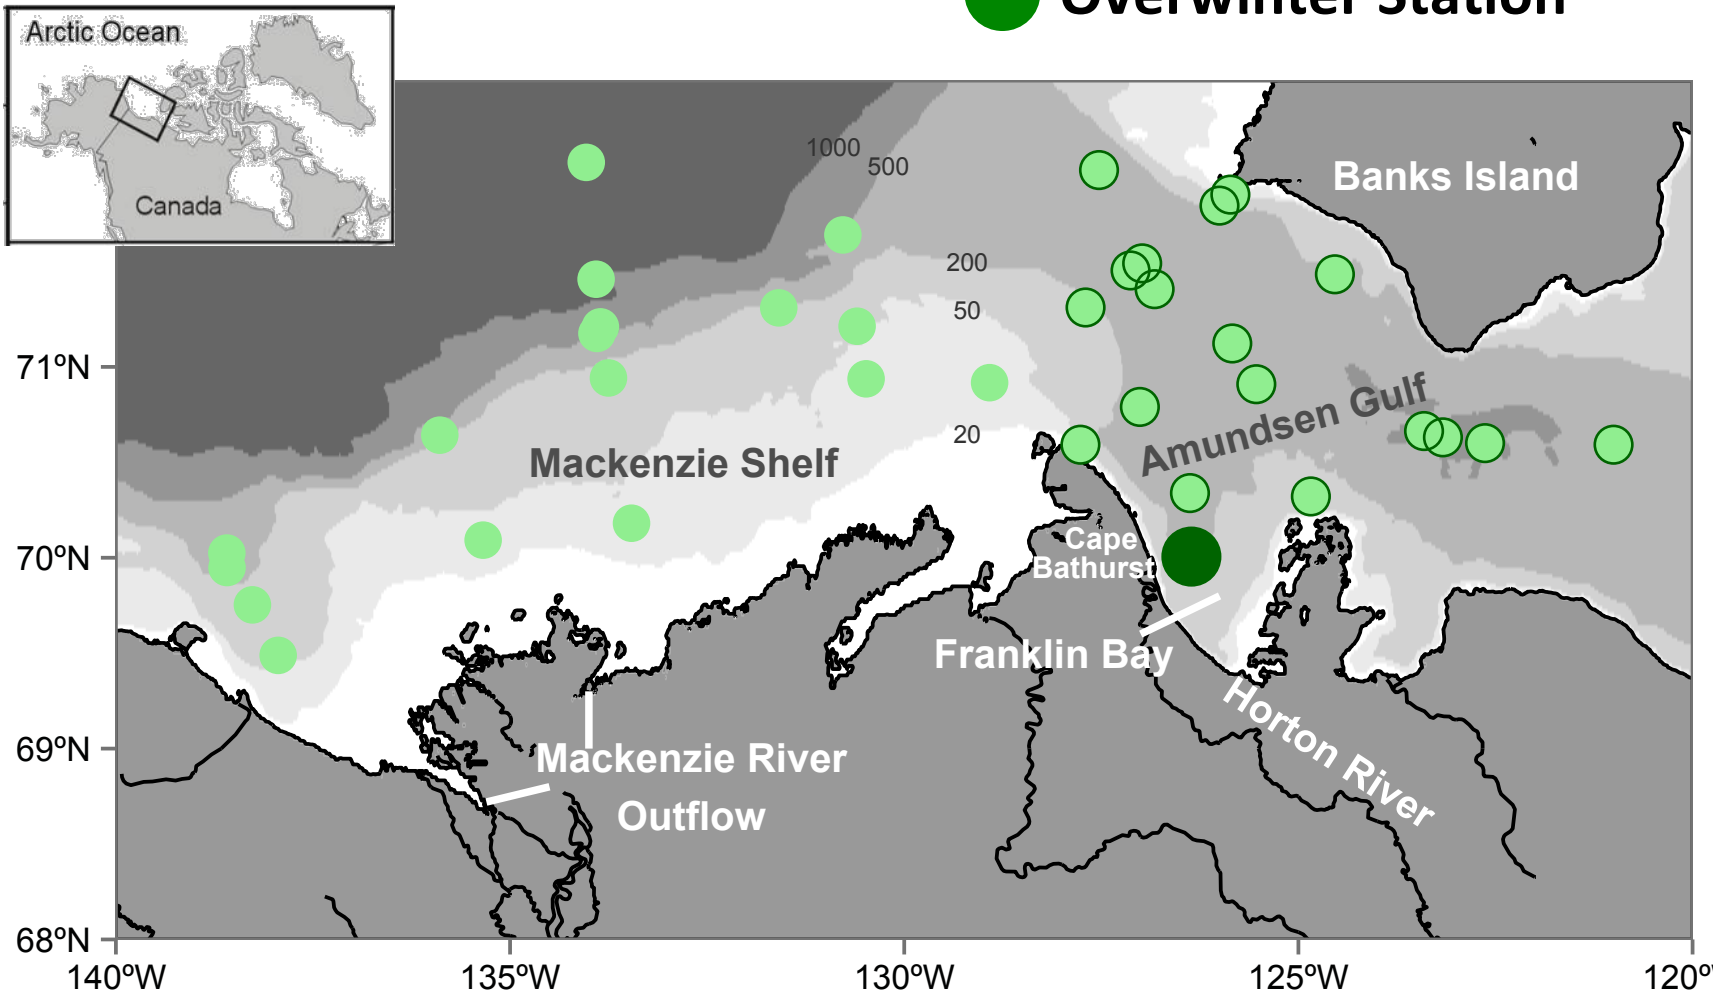 Overwinter Station
Arctic Ocean
Canada
1000
500
Banks Island
200
50
71ºN
Amundsen Gulf
20
Mackenzie Shelf
70ºN
Cape
Bathurst
Franklin Bay
Horton River
69ºN
Mackenzie River
Outflow
68ºN
140ºW
135ºW
130ºW
125ºW